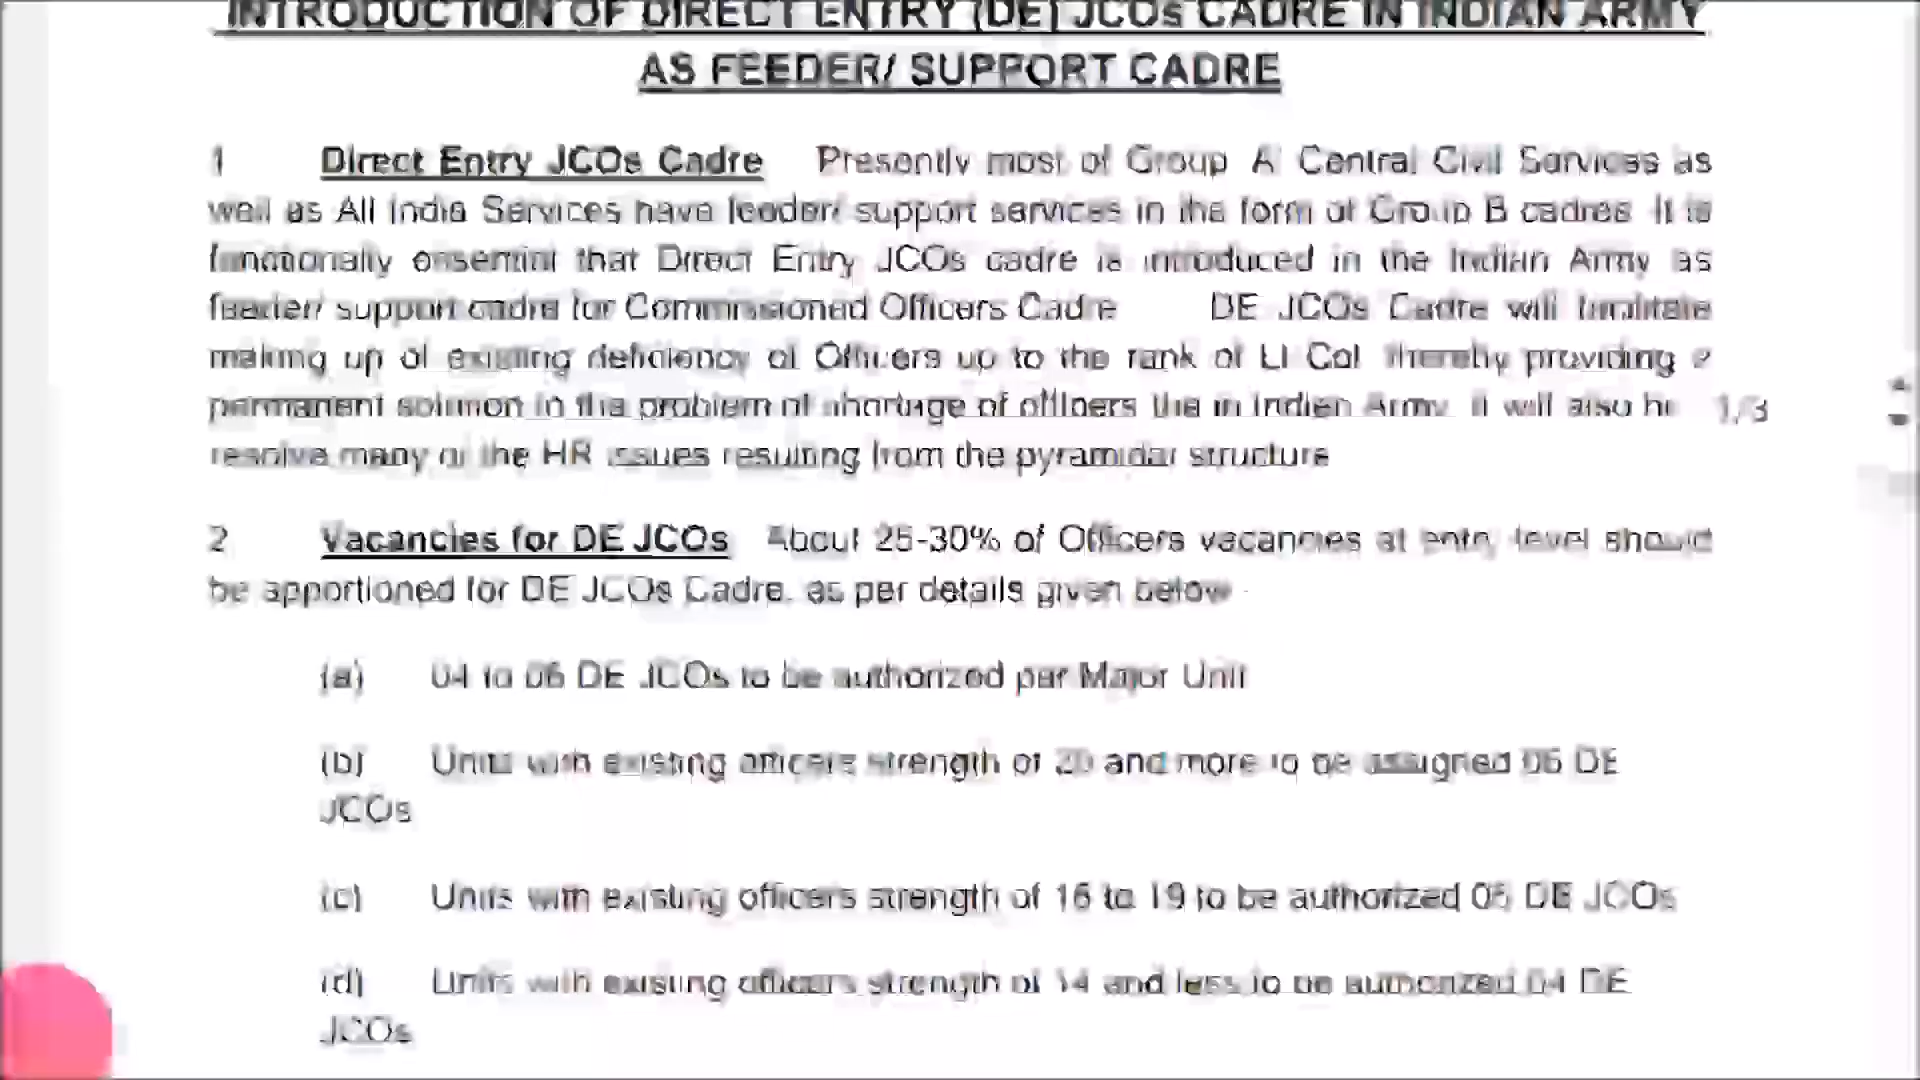 INTRODUCTION OF DIRECT ENTRY (DE) JCOs CADRE IN INDIAN ARMY
AS FEEDER/ SUPPORT CADRE
1 Direct Entry JCOs Cadre Presently most of Group A Central Civil Services as
well as All India Services have feeder/ support services in the form of Group B cadres It is
functionally essential that Direct Entry JCOs cadre is introduced in the Indian Army as
feeder/ support cadre for Commissioned Officers Cadre DE JCOs Cadre will facilitate
making up of existing deficiency of Officers up to the rank of Lt Col thereby providing a
permanent solution to the problem of shortage of officers in Indian Army. It will also
1/3
resolve many of the HR issues resulting from the pyramidal structure
2 Vacancies for DE JCOs About 25-30% of Officers vacancies at entry level should
be apportioned for DE JCOs Cadre, as per details given below
(a) 04 to 06 DE JCOs to be authorized per Major Unit
(b) Units with existing officers strength of 20 and more to be assigned 06 DE
JCOs
(c) Units with existing officers strength of 16 to 19 to be authorized 05 DE JCOs
(d) Units with existing officers strength of 14 and less to be authorized 04 DE
JCOs